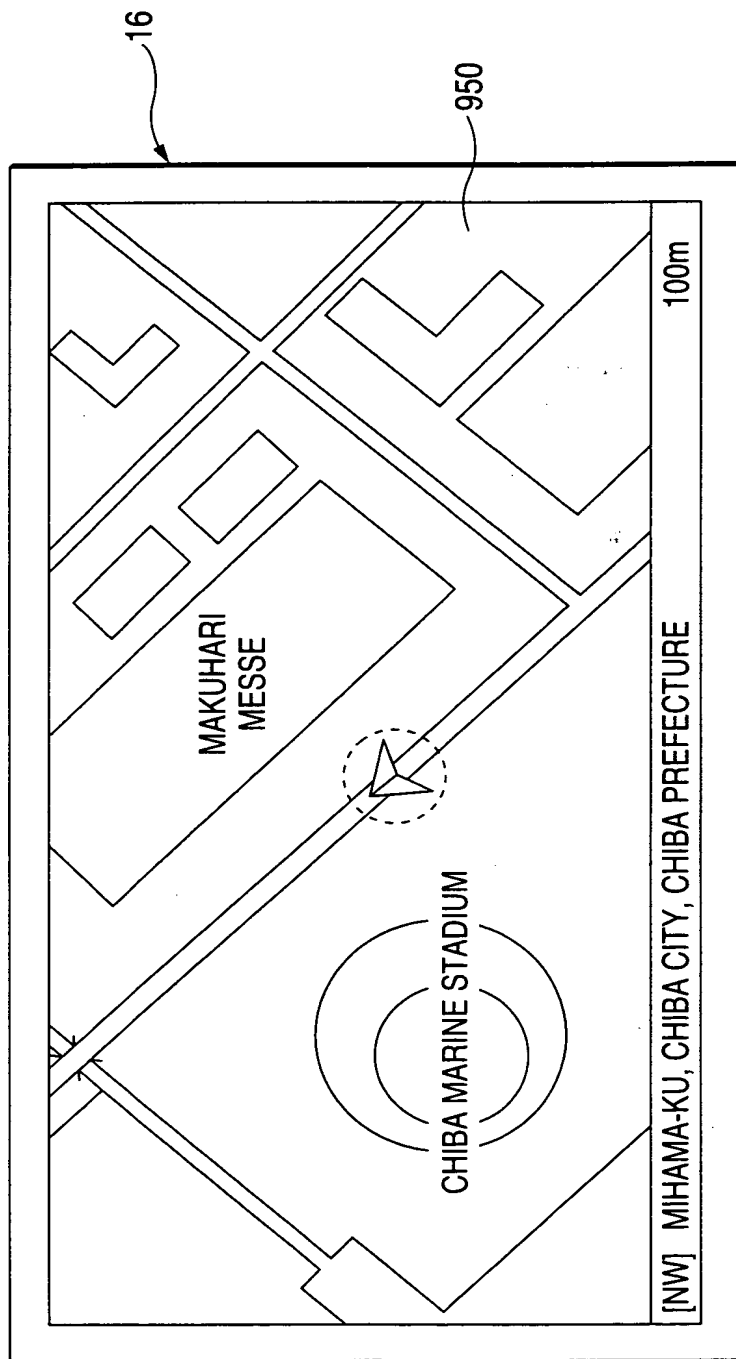 16
950
MAKUHARI
MESSE
CHIBA MARINE STADIUM
[NW] MIHAMA-KU, CHIBA CITY, CHIBA PREFECTURE 100m